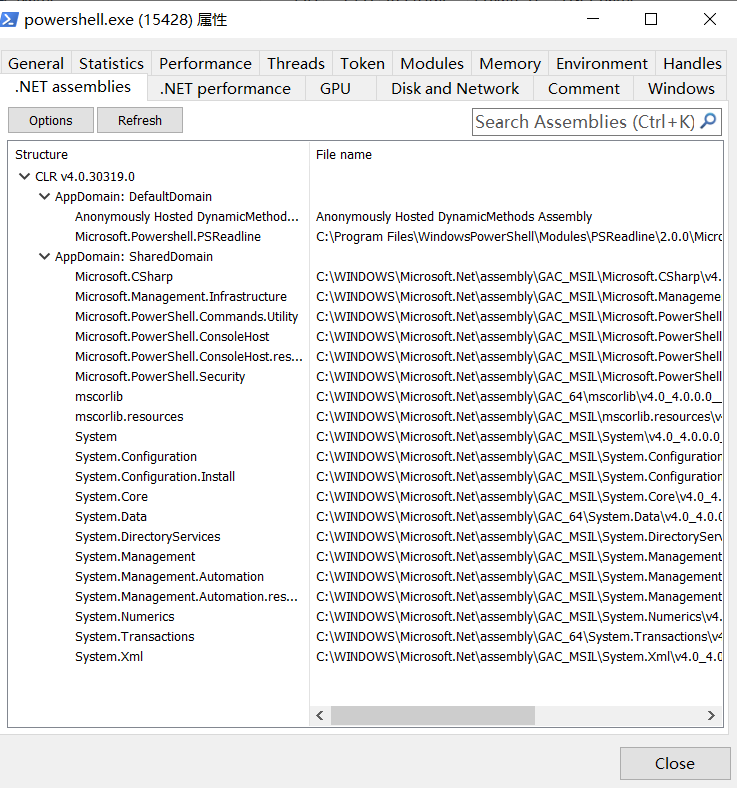 powershell.exe (15428) 属性
General Statistics Performance Threads Token Modules Memory Environment Handles
.NET assemblies .NET performance GPU Disk and Network Comment Windows
Options Refresh Search Assemblies (Ctrl+K)
Structure File name
CLR v4.0.30319.0
AppDomain: DefaultDomain
Anonymously Hosted DynamicMethod... Anonymously Hosted DynamicMethods Assembly
Microsoft.Powershell.PSReadline C:\Program Files\WindowsPowerShell\Modules\PSReadline\2.0.0\Micro
AppDomain: SharedDomain
Microsoft.CSharp C:\WINDOWS\Microsoft.Net\assembly\GAC_MSIL\Microsoft.CSharp\v4.
Microsoft.Management.Infrastructure C:\WINDOWS\Microsoft.Net\assembly\GAC_MSIL\Microsoft.Manageme
Microsoft.PowerShell.Commands.Utility C:\WINDOWS\Microsoft.Net\assembly\GAC_MSIL\Microsoft.PowerShell
Microsoft.PowerShell.ConsoleHost C:\WINDOWS\Microsoft.Net\assembly\GAC_MSIL\Microsoft.PowerShell
Microsoft.PowerShell.ConsoleHost.res... C:\WINDOWS\Microsoft.Net\assembly\GAC_MSIL\Microsoft.PowerShell
Microsoft.PowerShell.Security C:\WINDOWS\Microsoft.Net\assembly\GAC_MSIL\Microsoft.PowerShell
mscorlib C:\WINDOWS\Microsoft.Net\assembly\GAC_64\mscorlib\v4.0_4.0.0.0__
mscorlib.resources C:\WINDOWS\Microsoft.Net\assembly\GAC_MSIL\mscorlib.resources\v
System C:\WINDOWS\Microsoft.Net\assembly\GAC_MSIL\System\v4.0_4.0.0.0_
System.Configuration C:\WINDOWS\Microsoft.Net\assembly\GAC_MSIL\System.Configuration
System.Configuration.Install C:\WINDOWS\Microsoft.Net\assembly\GAC_MSIL\System.Configuration
System.Core C:\WINDOWS\Microsoft.Net\assembly\GAC_MSIL\System.Core\v4.0_4.
System.Data C:\WINDOWS\Microsoft.Net\assembly\GAC_64\System.Data\v4.0_4.0.0
System.DirectoryServices C:\WINDOWS\Microsoft.Net\assembly\GAC_MSIL\System.DirectorySer
System.Management C:\WINDOWS\Microsoft.Net\assembly\GAC_MSIL\System.Management
System.Management.Automation C:\WINDOWS\Microsoft.Net\assembly\GAC_MSIL\System.Management
System.Management.Automation.res... C:\WINDOWS\Microsoft.Net\assembly\GAC_MSIL\System.Management
System.Numerics C:\WINDOWS\Microsoft.Net\assembly\GAC_MSIL\System.Numerics\v4.
System.Transactions C:\WINDOWS\Microsoft.Net\assembly\GAC_64\System.Transactions\v4
System.Xml C:\WINDOWS\Microsoft.Net\assembly\GAC_MSIL\System.Xml\v4.0_4.0
Close